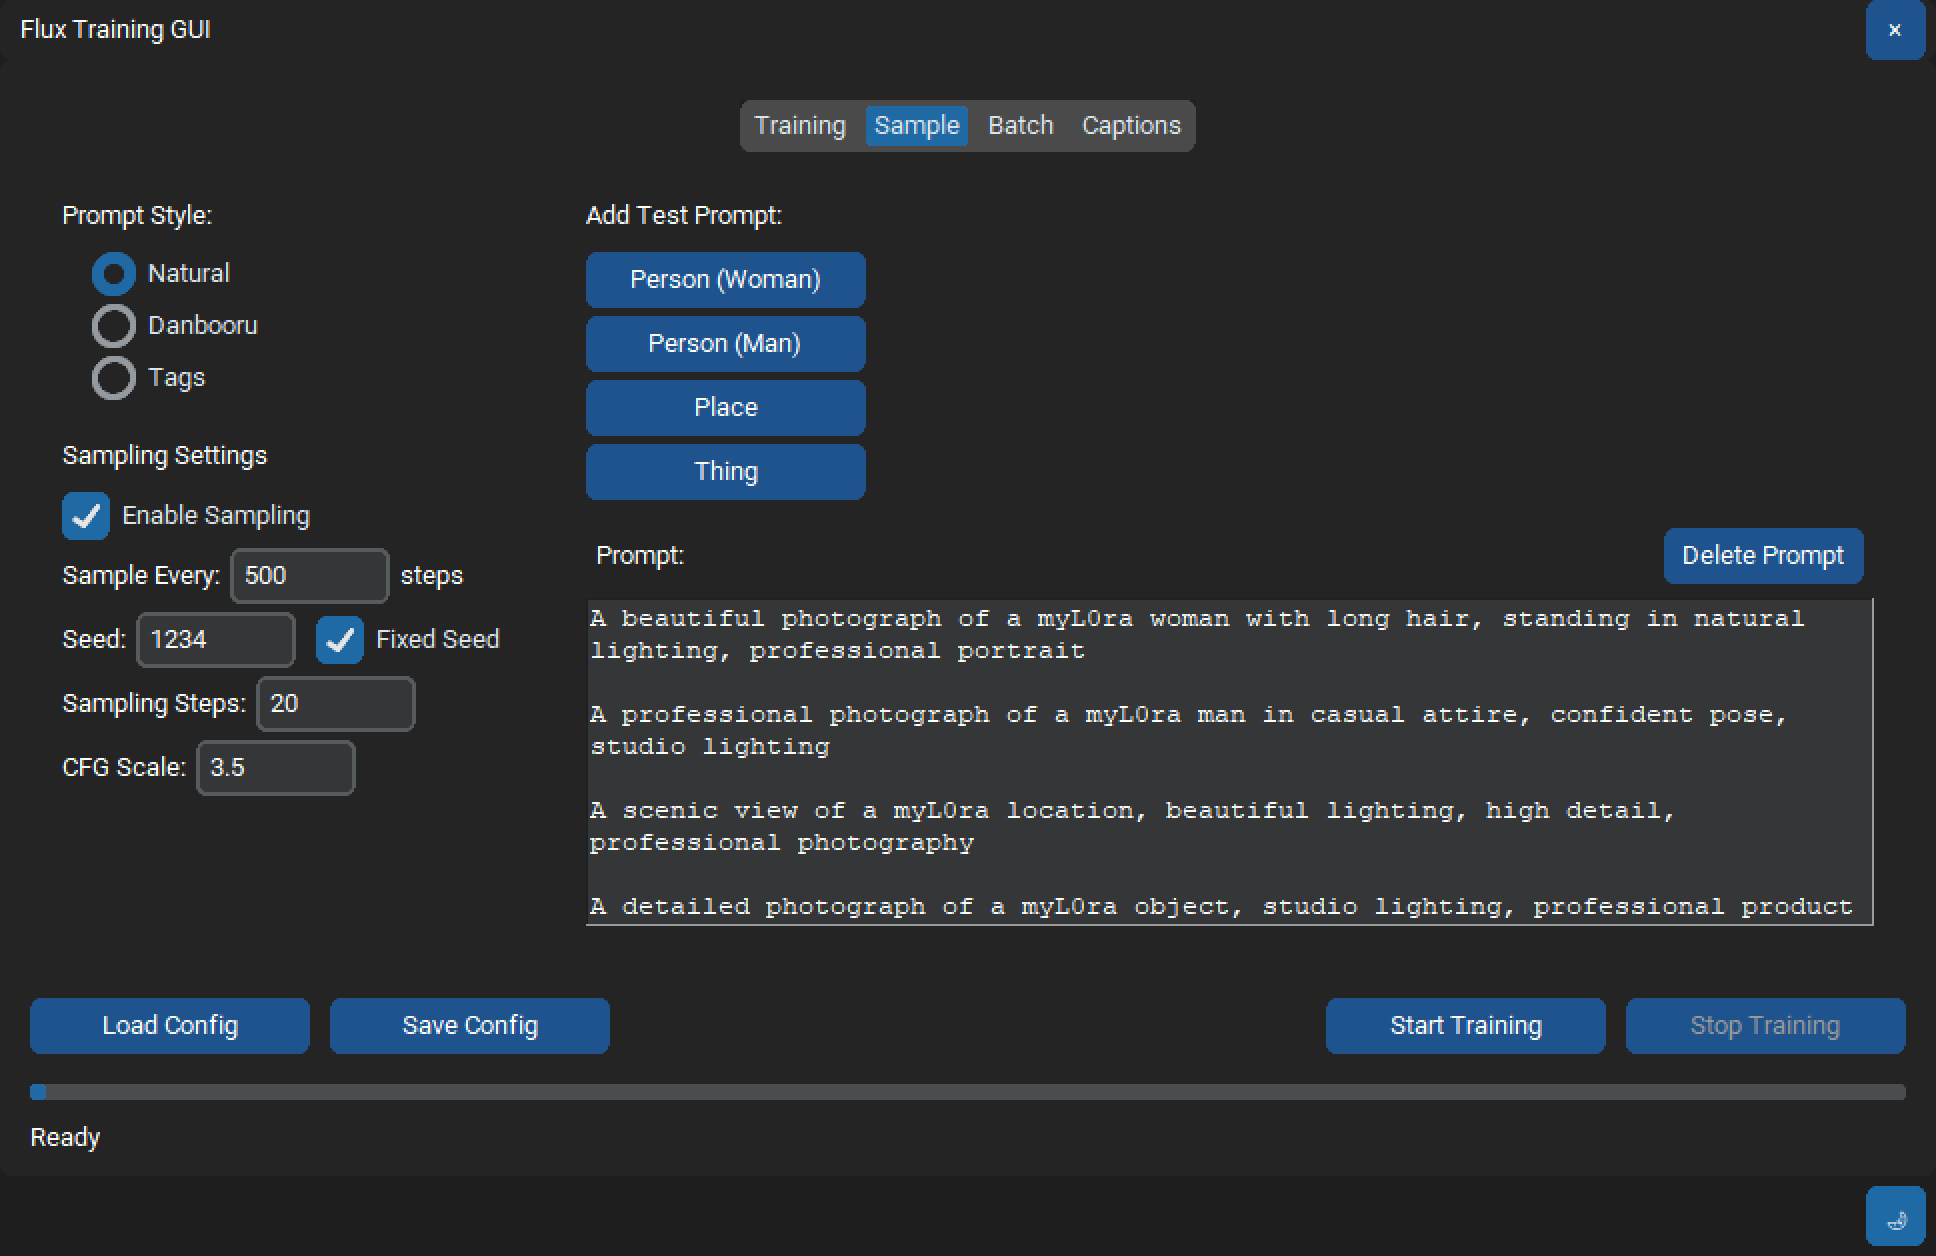 Flux Training GUI
×
Training Sample Batch Captions
Prompt Style:
Natural
Danbooru
Tags
Sampling Settings
Enable Sampling
Sample Every: 500 steps
Seed: 1234 Fixed Seed
Sampling Steps: 20
CFG Scale: 3.5
Add Test Prompt:
Person (Woman)
Person (Man)
Place
Thing
Prompt:
Delete Prompt
A beautiful photograph of a myL0ra woman with long hair, standing in natural
lighting, professional portrait
A professional photograph of a myL0ra man in casual attire, confident pose,
studio lighting
A scenic view of a myL0ra location, beautiful lighting, high detail,
professional photography
A detailed photograph of a myL0ra object, studio lighting, professional product
Load Config Save Config Start Training Stop Training
Ready